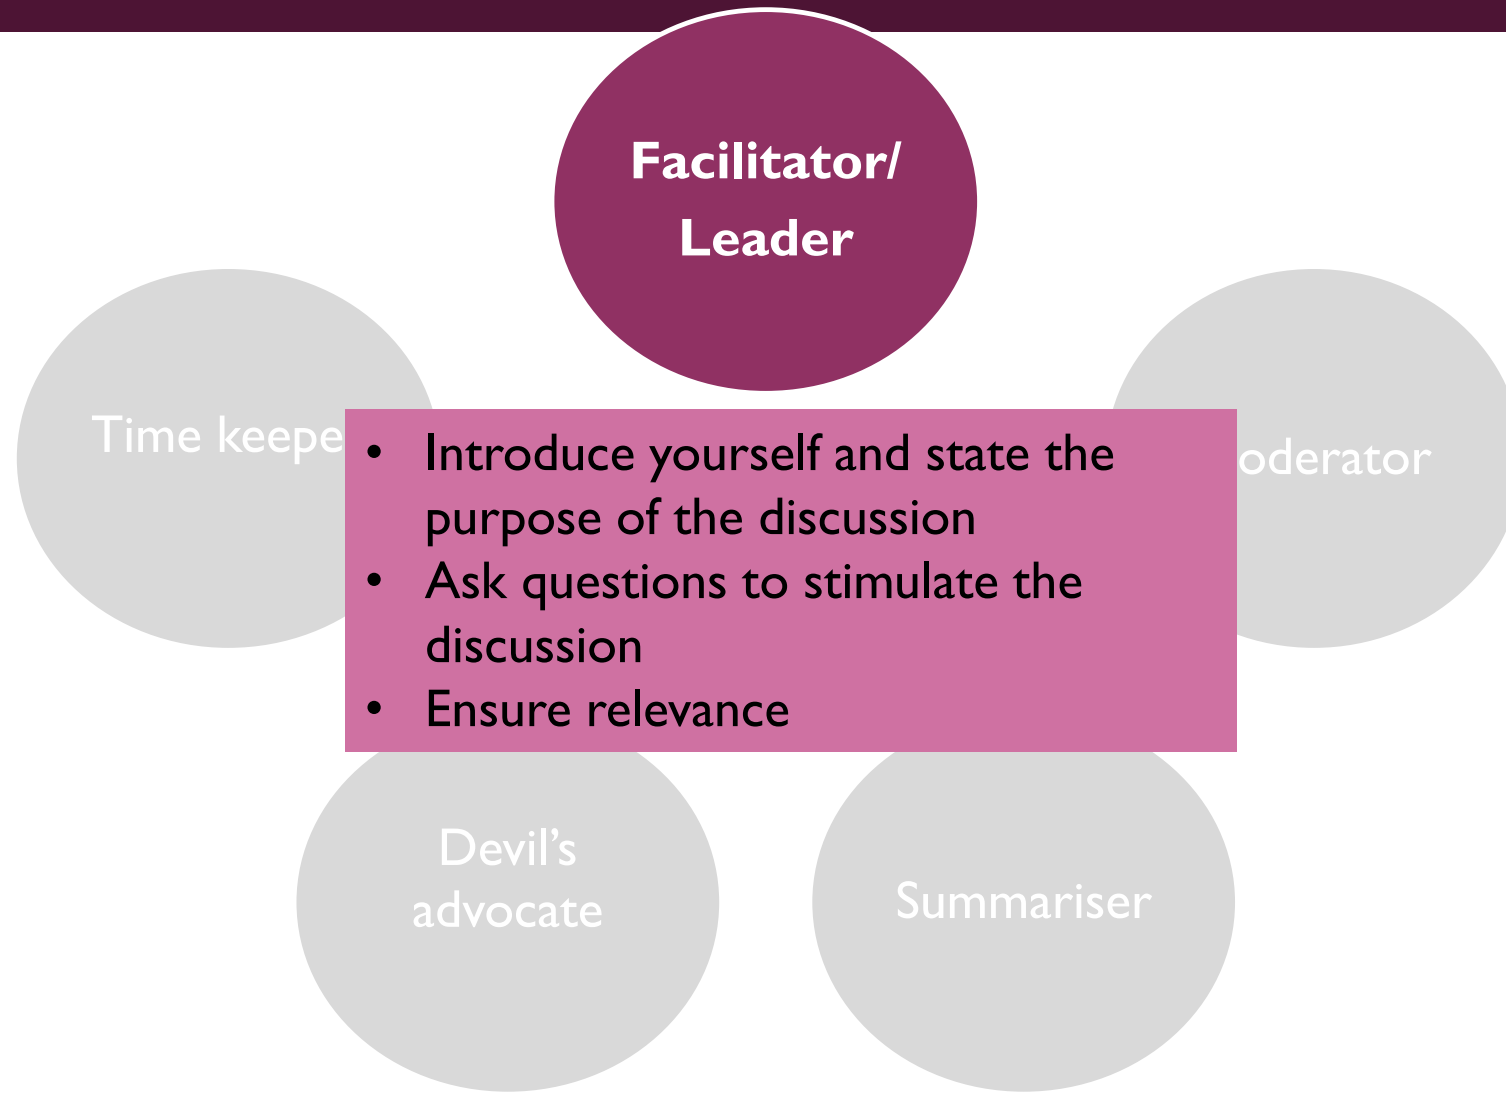 Facilitator/
Leader
Time keepe
oderator
• Introduce yourself and state the
purpose of the discussion
• Ask questions to stimulate the
discussion
• Ensure relevance
Devil’s
advocate
Summariser